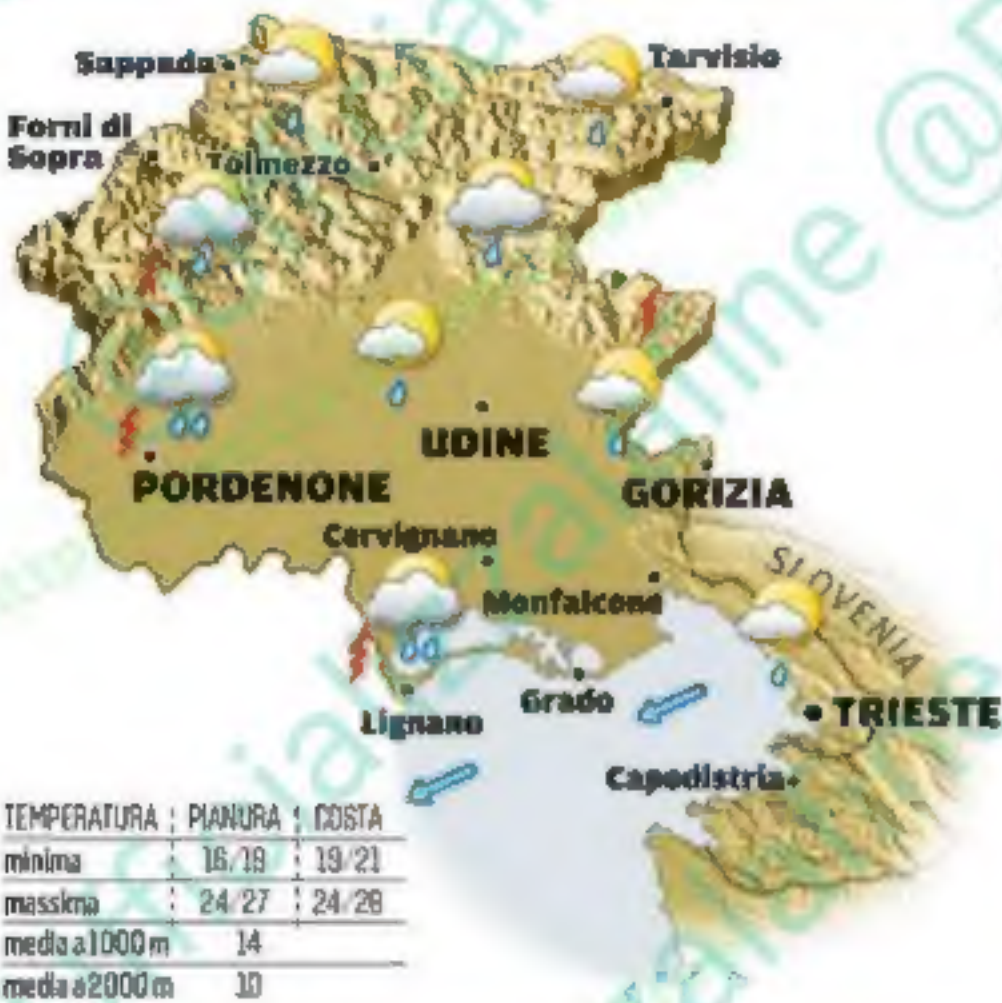 Sappada
Tarvisio
Forni di
Sopra
Tolmezzo
UDINE
PORDENONE
GORIZIA
Cervignano
SLOVENIA
Monfalcone
Grado
Lignano
TRIESTE
Capodistria
TEMPERATURA PIANURA COSTA
minima 16/19 19/21
massima 24/27 24/28
media a 1000 m 14
media a 2000 m 10